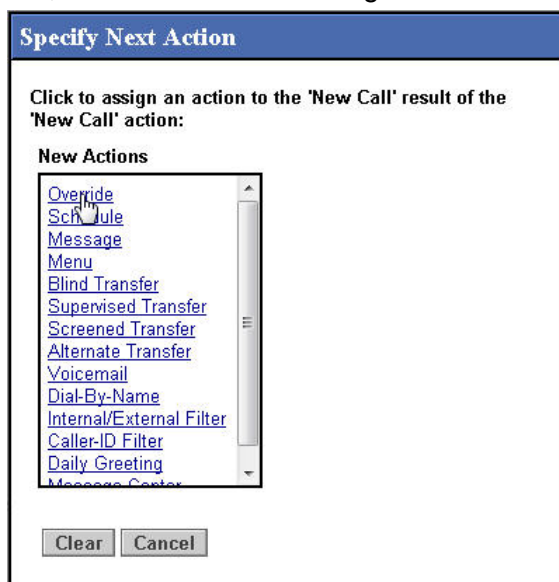 Specify Next Action
Click to assign an action to the 'New Call' result of the
'New Call' action:
New Actions
Override
Schedule
Message
Menu
Blind Transfer
Supervised Transfer
Screened Transfer
Alternate Transfer
Voicemail
Dial-By-Name
Internal/External Filter
Caller-ID Filter
Daily Greeting
Message Center
Clear Cancel